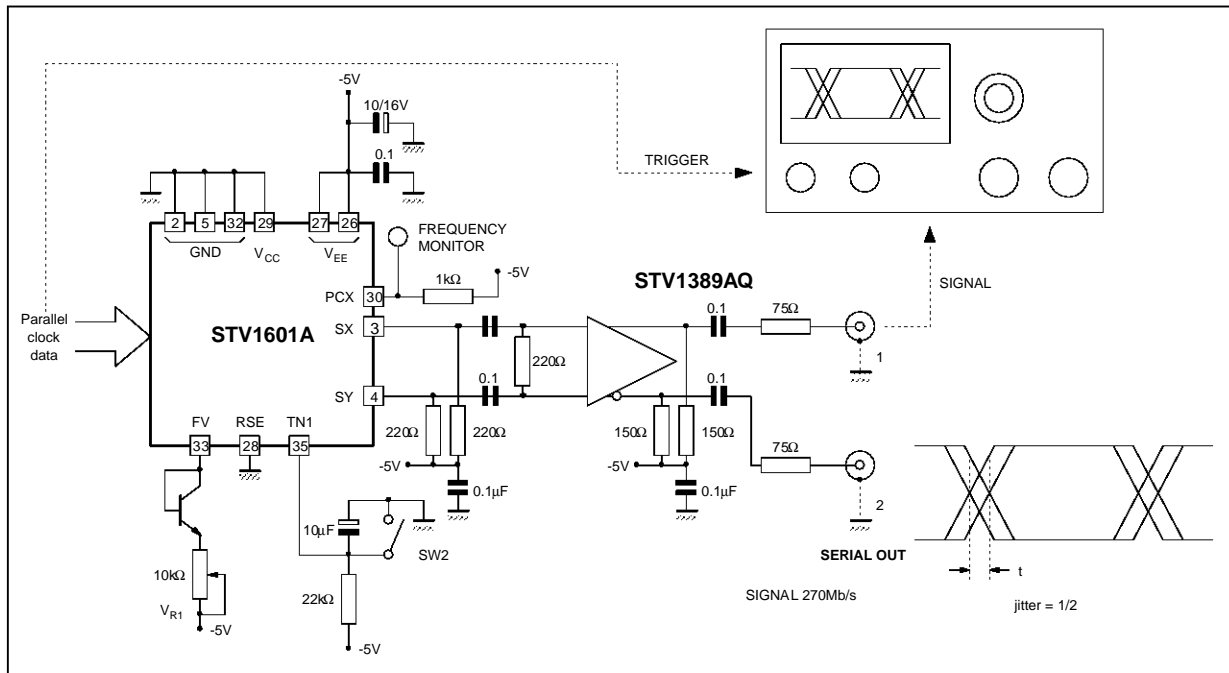 -5V
10/16V
0.1
TRIGGER
2
5
32
29
27
26
GND
VCC
VEE
FREQUENCY
MONITOR
-5V
1kΩ
PCX
30
STV1389AQ
SIGNAL
Parallel
clock
data
STV1601A
SX
3
220Ω
0.1
75Ω
1
SY
4
0.1
0.1
FV
RSE
TN1
33
28
35
220Ω
220Ω
150Ω
150Ω
75Ω
-5V
-5V
0.1μF
0.1μF
2
10μF
SW2
SERIAL OUT
t
10kΩ
22kΩ
SIGNAL 270Mb/s
jitter = 1/2
VR1
-5V
-5V